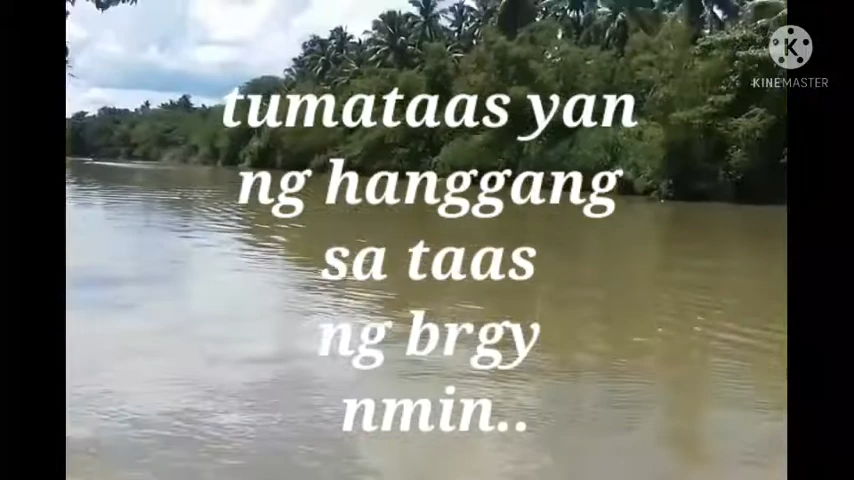 KINEMASTER
tumataas yan
ng hanggang
sa taas
ng brgy
nmin..